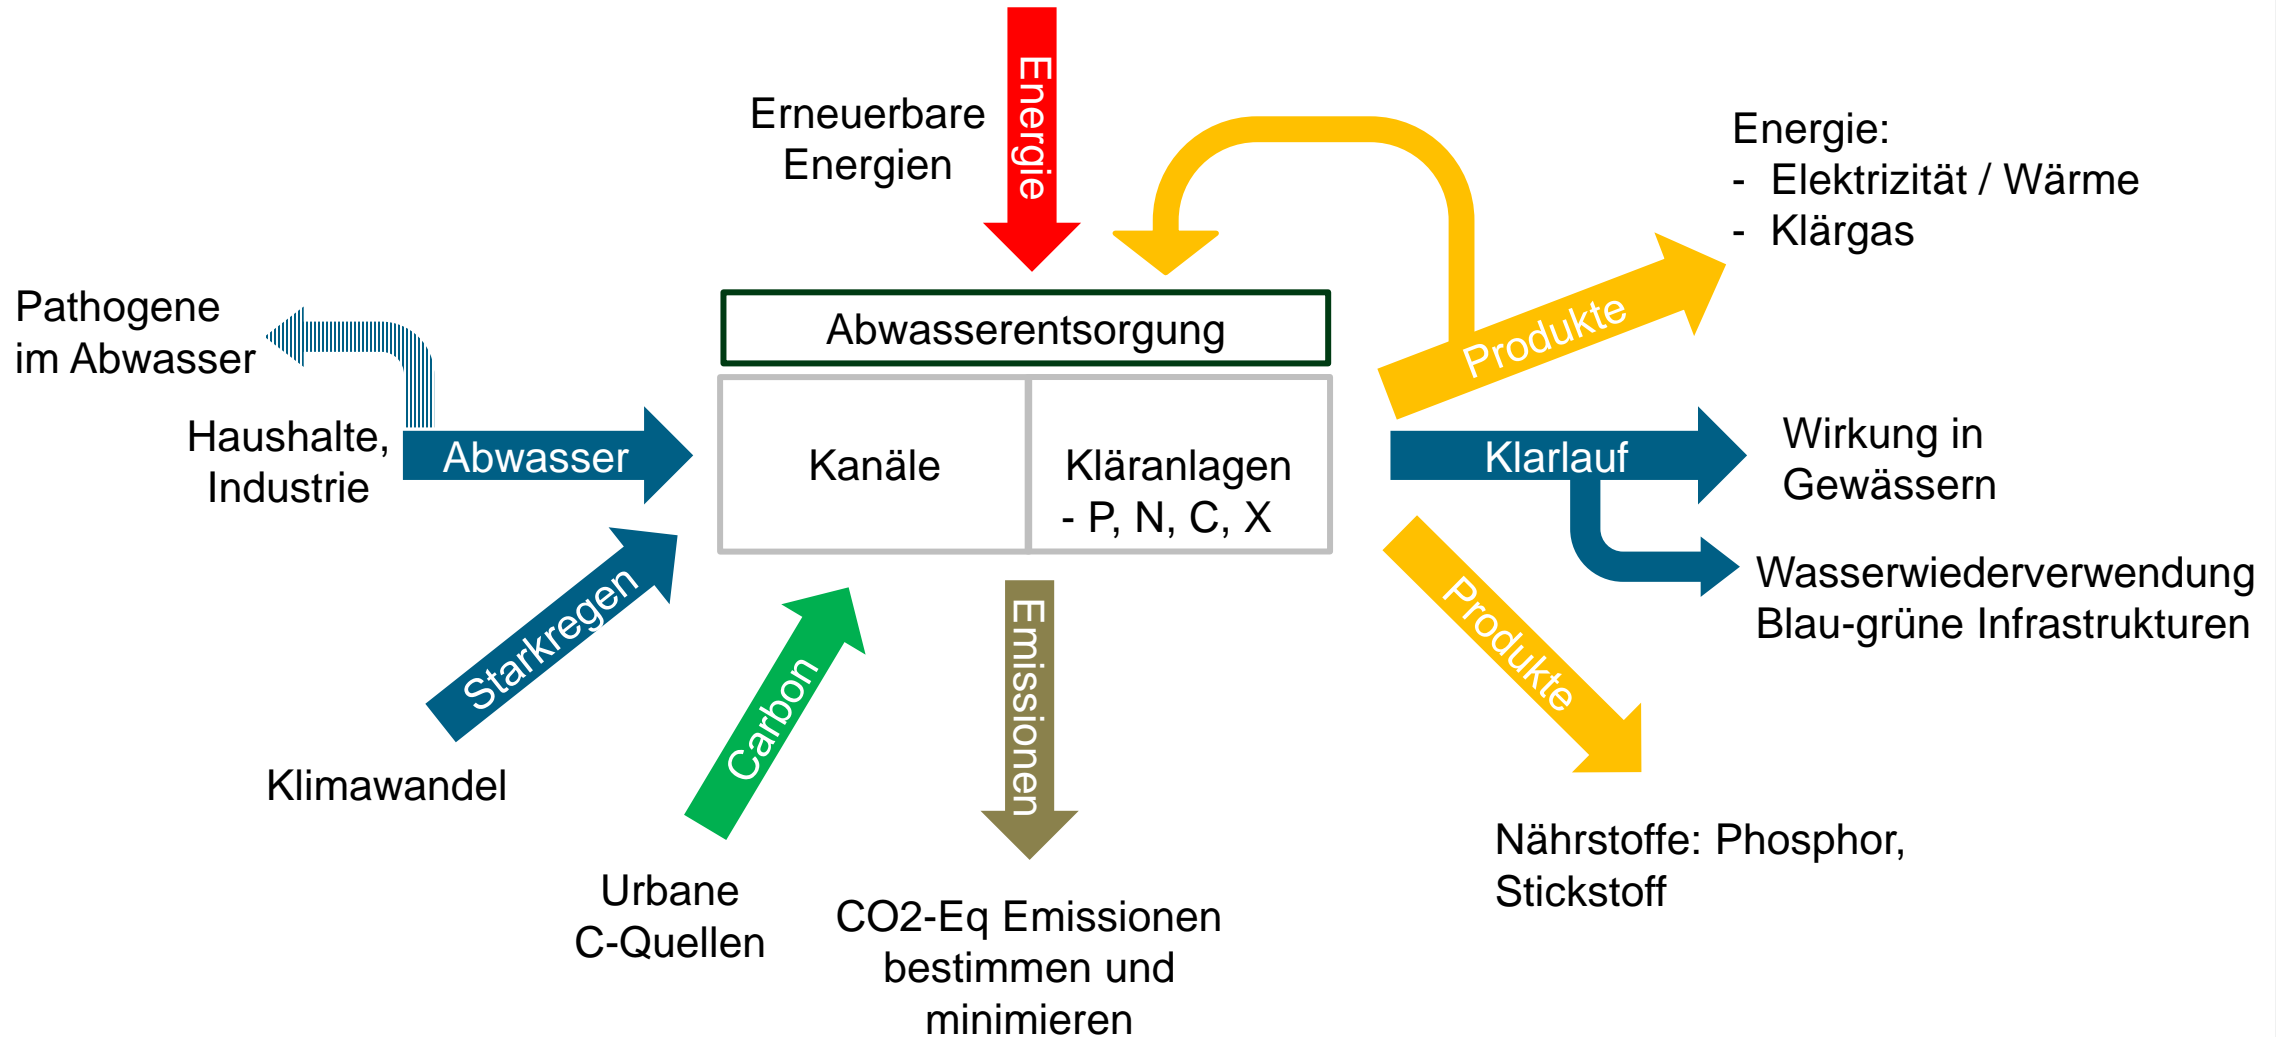 Energie
Erneuerbare
Energien
Energie:
- Elektrizität / Wärme
- Klärgas
Pathogene
im Abwasser
Abwasserentsorgung
Produkte
Haushalte,
Industrie
Abwasser
Kanäle
Kläranlagen
- P, N, C, X
Klarlauf
Wirkung in
Gewässern
Wasserwiederverwendung
Blau-grüne Infrastrukturen
Starkregen
Klimawandel
Carbon
Urbane
C-Quellen
Emissionen
CO2-Eq Emissionen
bestimmen und
minimieren
Produkte
Nährstoffe: Phosphor,
Stickstoff